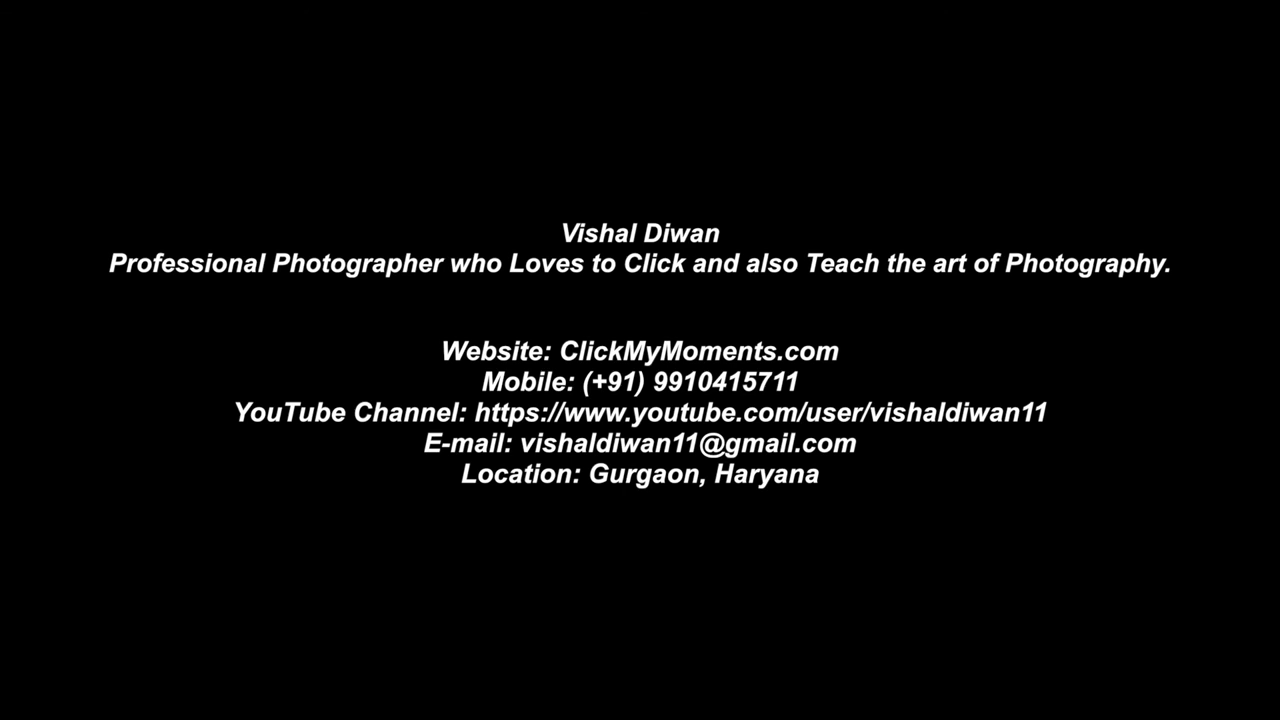 Vishal Diwan
Professional Photographer who Loves to Click and also Teach the art of Photography.
Website: ClickMyMoments.com
Mobile: (+91) 9910415711
YouTube Channel: https://www.youtube.com/user/vishaldiwan11
E-mail: vishaldiwan11@gmail.com
Location: Gurgaon, Haryana